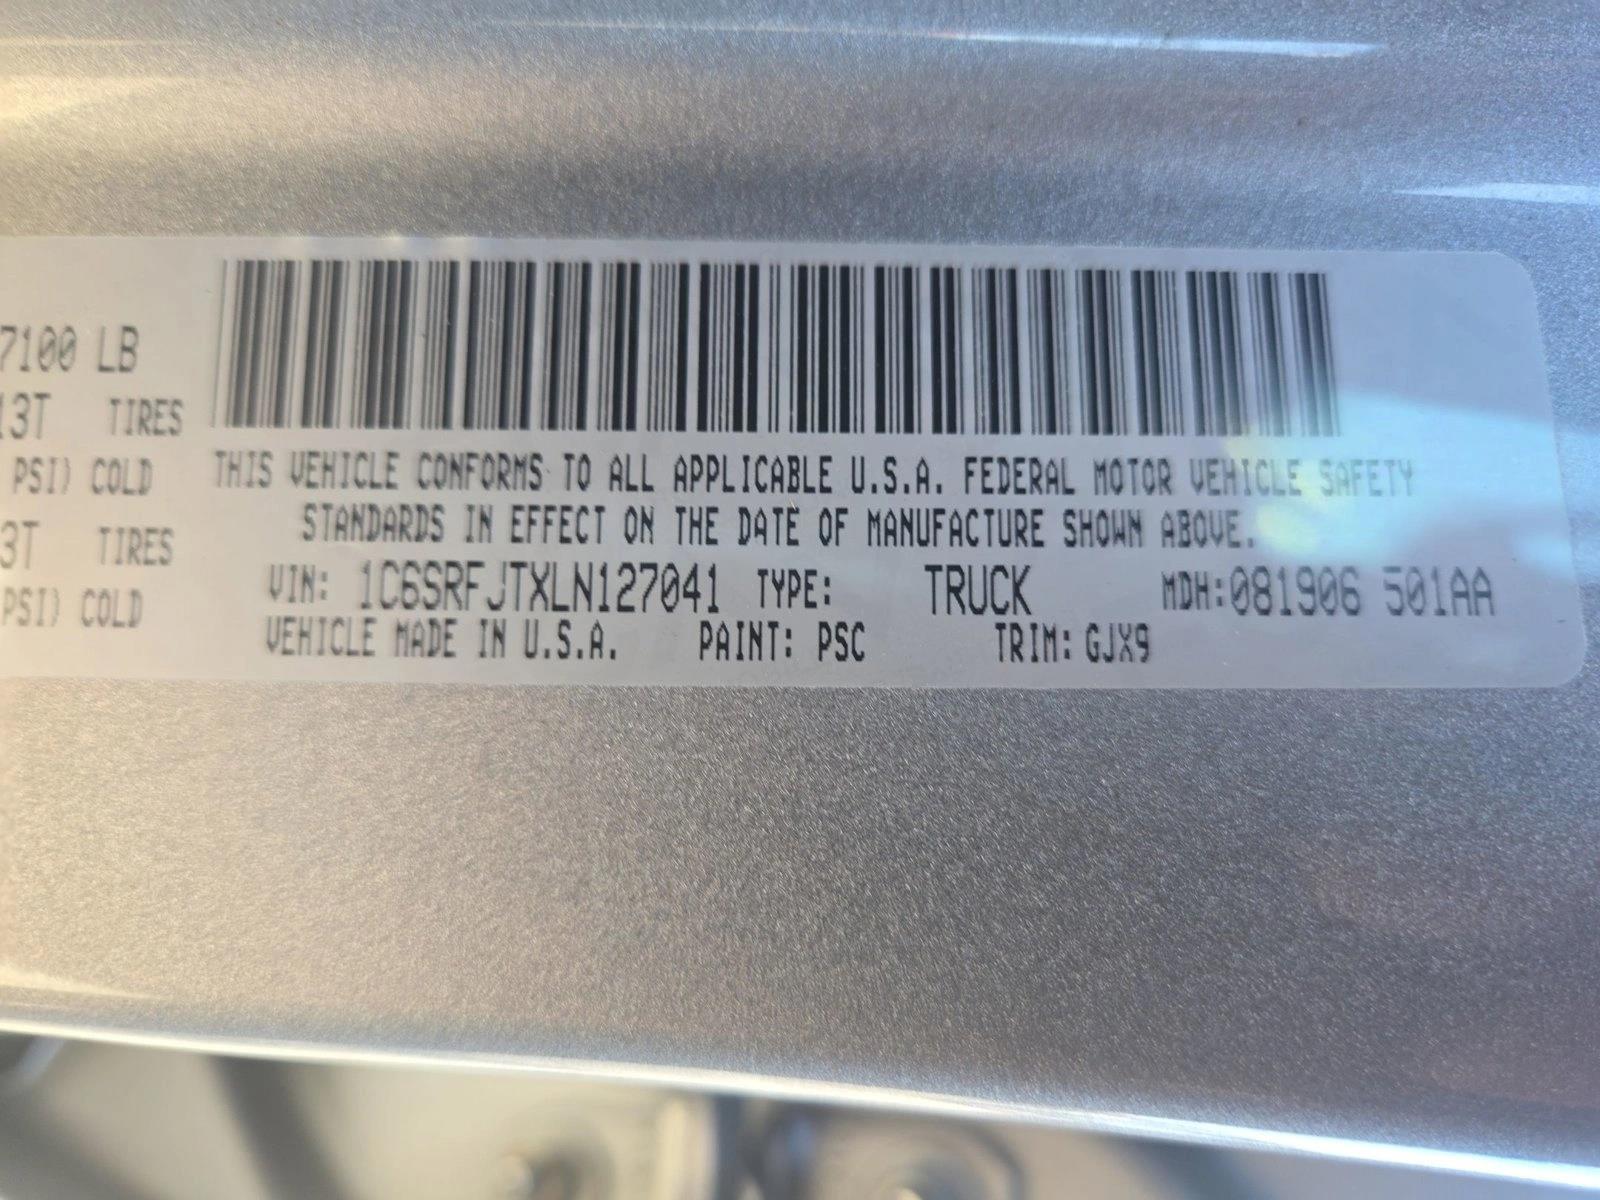 7100 LB
13T TIRES
PSI) COLD
3T TIRES
PSI) COLD
THIS VEHICLE CONFORMS TO ALL APPLICABLE U.S.A. FEDERAL MOTOR VEHICLE SAFETY
STANDARDS IN EFFECT ON THE DATE OF MANUFACTURE SHOWN ABOVE.
VIN: 1C6SRFJTXLN127041 TYPE: TRUCK MDH:081906 501AA
VEHICLE MADE IN U.S.A. PAINT: PSC TRIM: GJX9